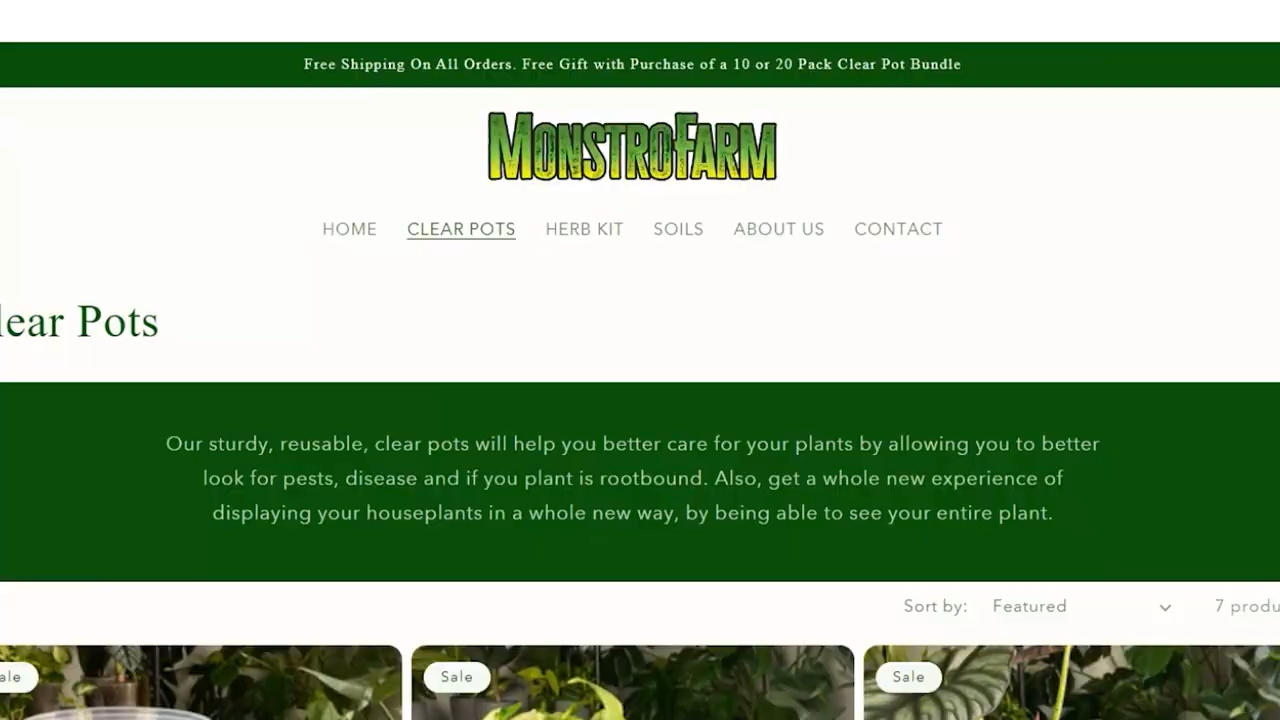 Free Shipping On All Orders. Free Gift with Purchase of a 10 or 20 Pack Clear Pot Bundle
MONSTROFARM
HOME CLEAR POTS HERB KIT SOILS ABOUT US CONTACT
lear Pots
Our sturdy, reusable, clear pots will help you better care for your plants by allowing you to better
look for pests, disease and if you plant is rootbound. Also, get a whole new experience of
displaying your houseplants in a whole new way, by being able to see your entire plant.
Sort by: Featured 7 produ
ale Sale Sale